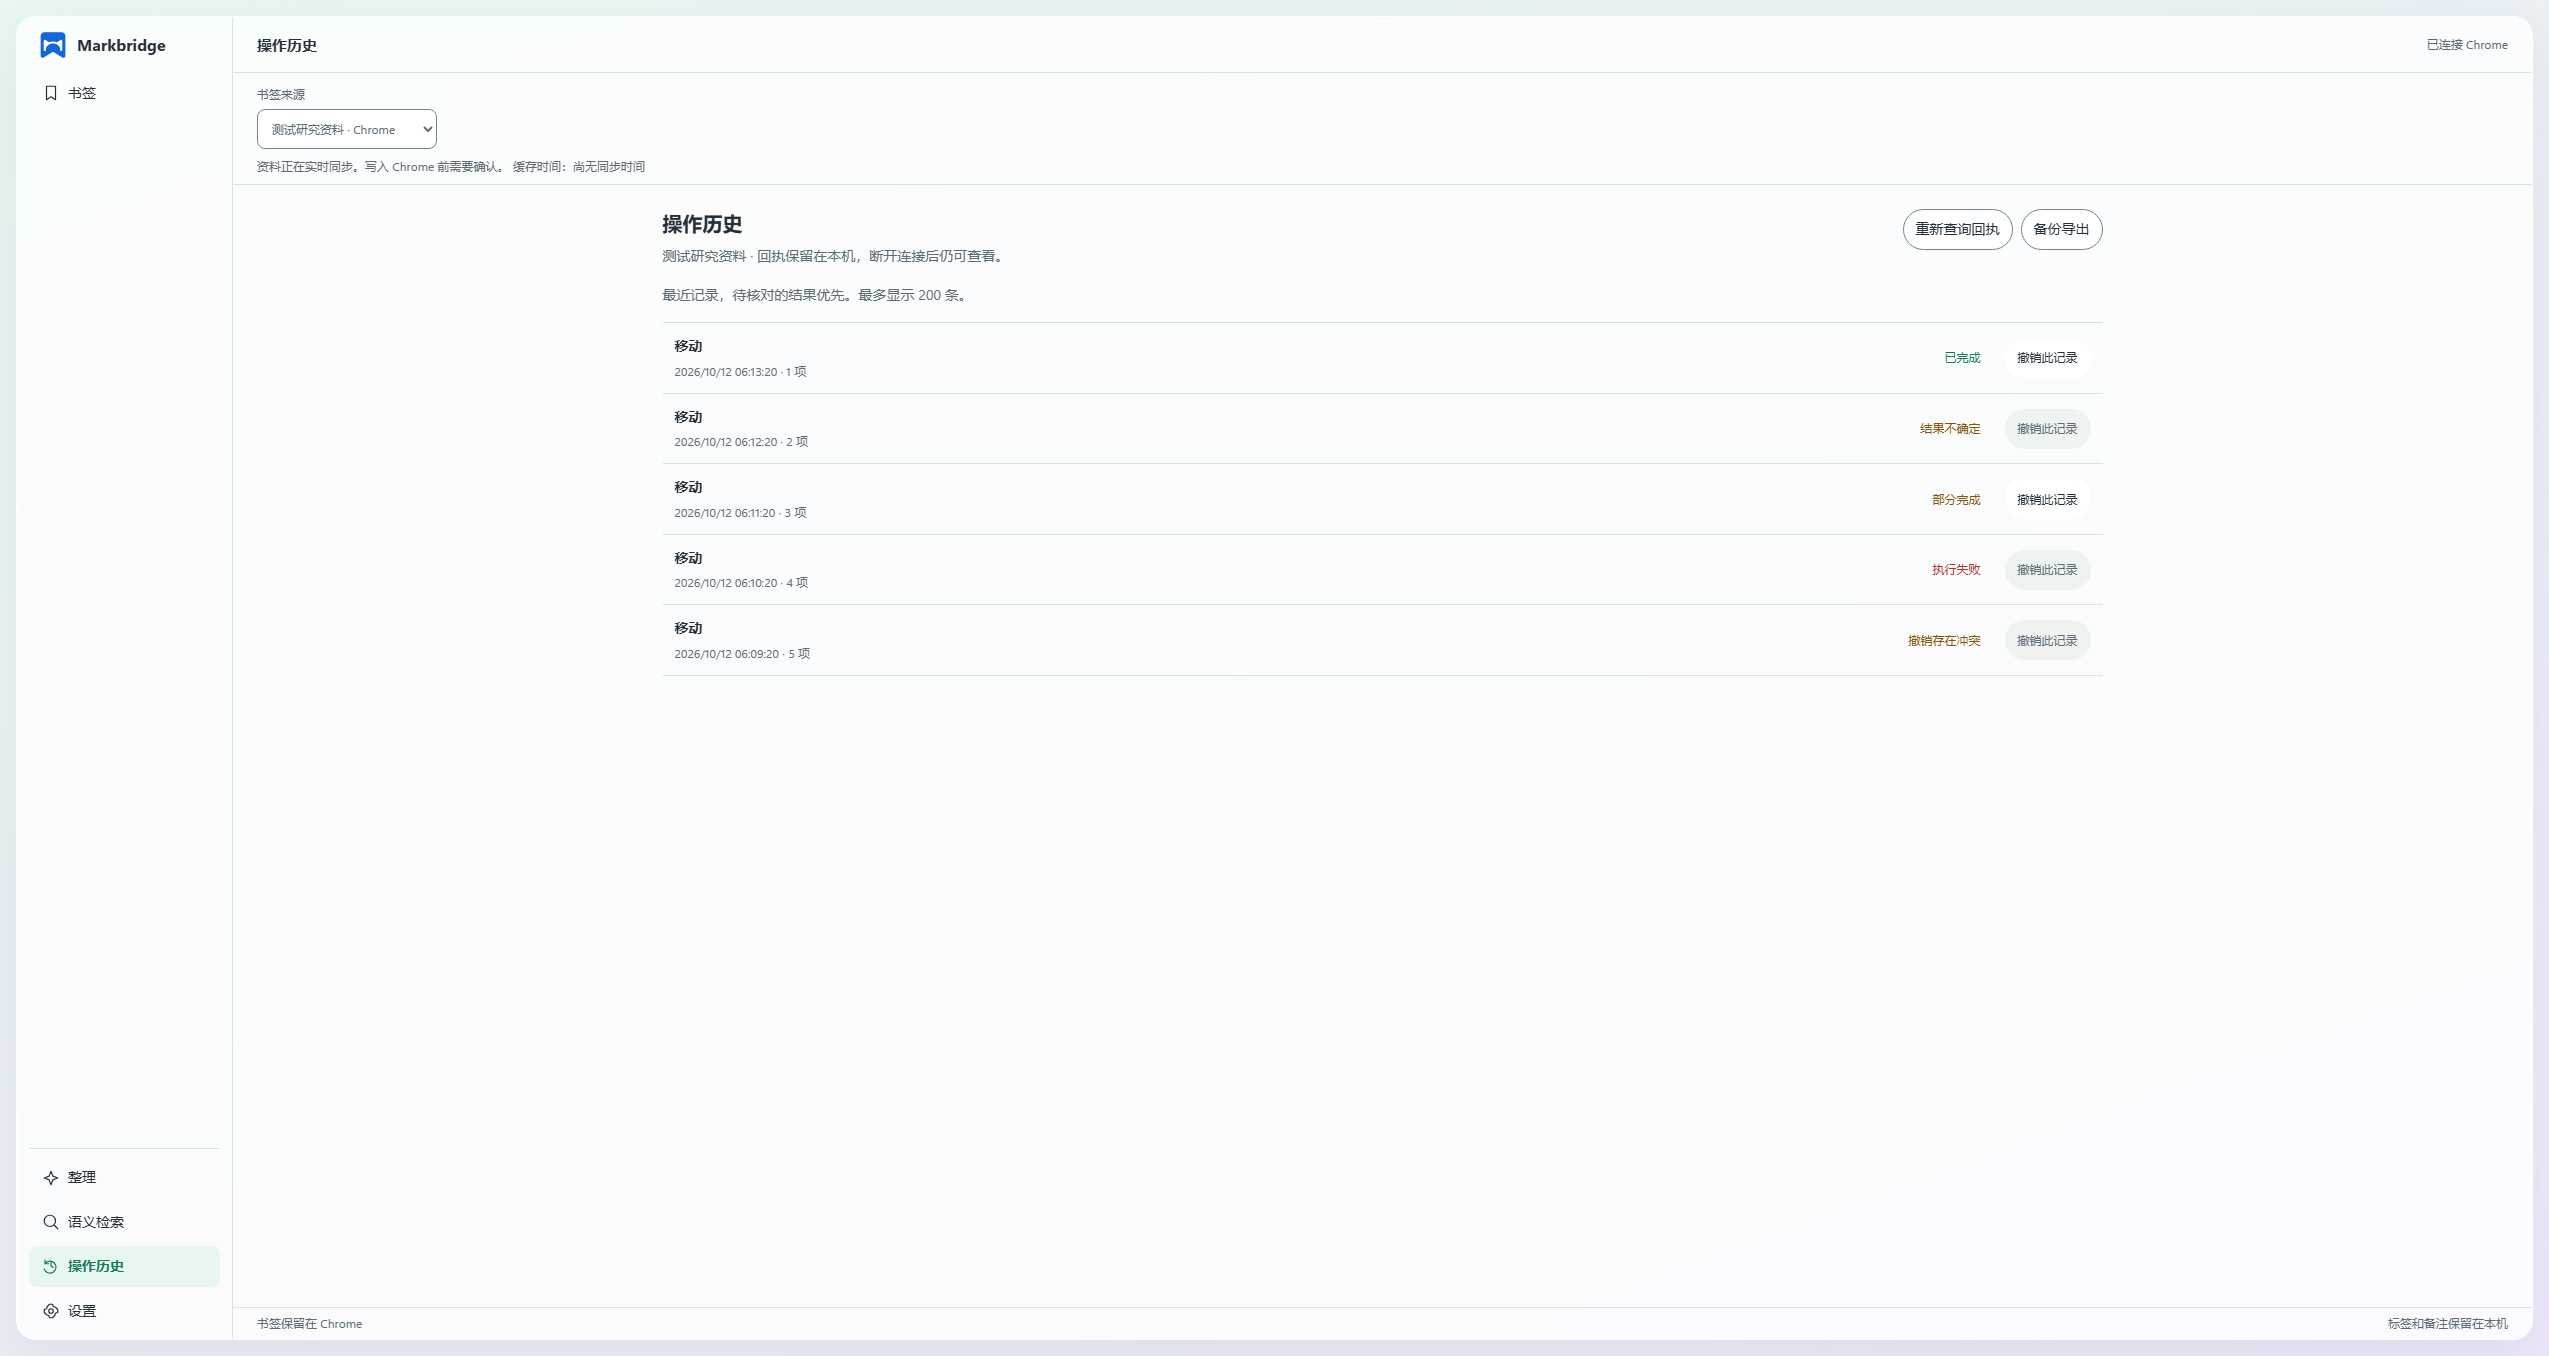 Markbridge
书签
整理
语义检索
操作历史
设置
操作历史
已连接 Chrome
书签来源
测试研究资料 · Chrome
资料正在实时同步。写入 Chrome 前需要确认。 缓存时间：尚无同步时间
操作历史
重新查询回执
备份导出
测试研究资料 · 回执保留在本机，断开连接后仍可查看。
最近记录，待核对的结果优先。最多显示 200 条。
移动
2026/10/12 06:13:20 · 1 项
已完成
撤销此记录
移动
2026/10/12 06:12:20 · 2 项
结果不确定
撤销此记录
移动
2026/10/12 06:11:20 · 3 项
部分完成
撤销此记录
移动
2026/10/12 06:10:20 · 4 项
执行失败
撤销此记录
移动
2026/10/12 06:09:20 · 5 项
撤销存在冲突
撤销此记录
书签保留在 Chrome
标签和备注保留在本机